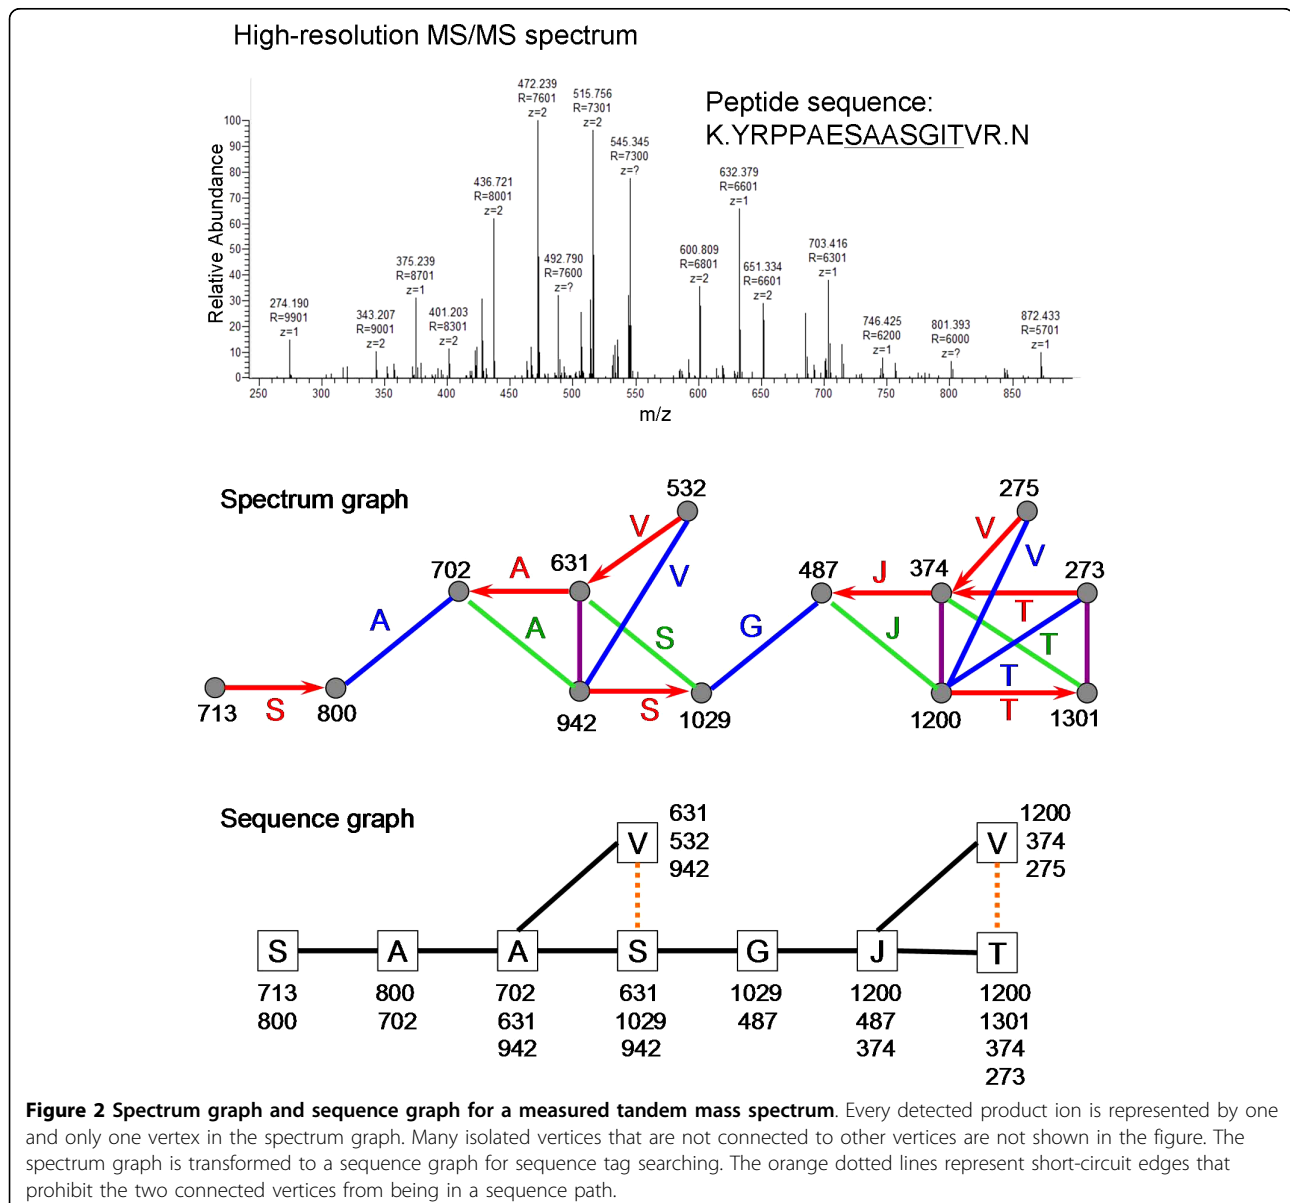 High-resolution MS/MS spectrum
Peptide sequence:
K.YRPPAESAASGITVR.N
Relative Abundance
100
90
80
70
60
50
40
30
20
10
0
274.190
R=9901
z=1
343.207
R=9001
z=2
375.239
R=8701
z=1
401.203
R=8301
z=2
436.721
R=8001
z=2
472.239
R=7601
z=2
492.790
R=7600
z=?
515.756
R=7301
z=2
545.345
R=7300
z=?
600.809
R=6801
z=2
632.379
R=6601
z=1
651.334
R=6601
z=2
703.416
R=6301
z=1
746.425
R=6200
z=1
801.393
R=6000
z=?
872.433
R=5701
z=1
250 300 350 400 450 500 550 600 650 700 750 800 850
m/z
Spectrum graph
532 275
V V
V V
702 A 631 487 J 374 273
A A S G J T T
T
713 S 800 942 S 1029 1200 T 1301
Sequence graph
V 631 V 1200
532 374
942 275
S A A S G J T
713 800 702 631 1029 1200 1200
800 702 631 1029 487 487 1301
942 942 374 374
273
Figure 2 Spectrum graph and sequence graph for a measured tandem mass spectrum. Every detected product ion is represented by one
and only one vertex in the spectrum graph. Many isolated vertices that are not connected to other vertices are not shown in the figure. The
spectrum graph is transformed to a sequence graph for sequence tag searching. The orange dotted lines represent short-circuit edges that
prohibit the two connected vertices from being in a sequence path.